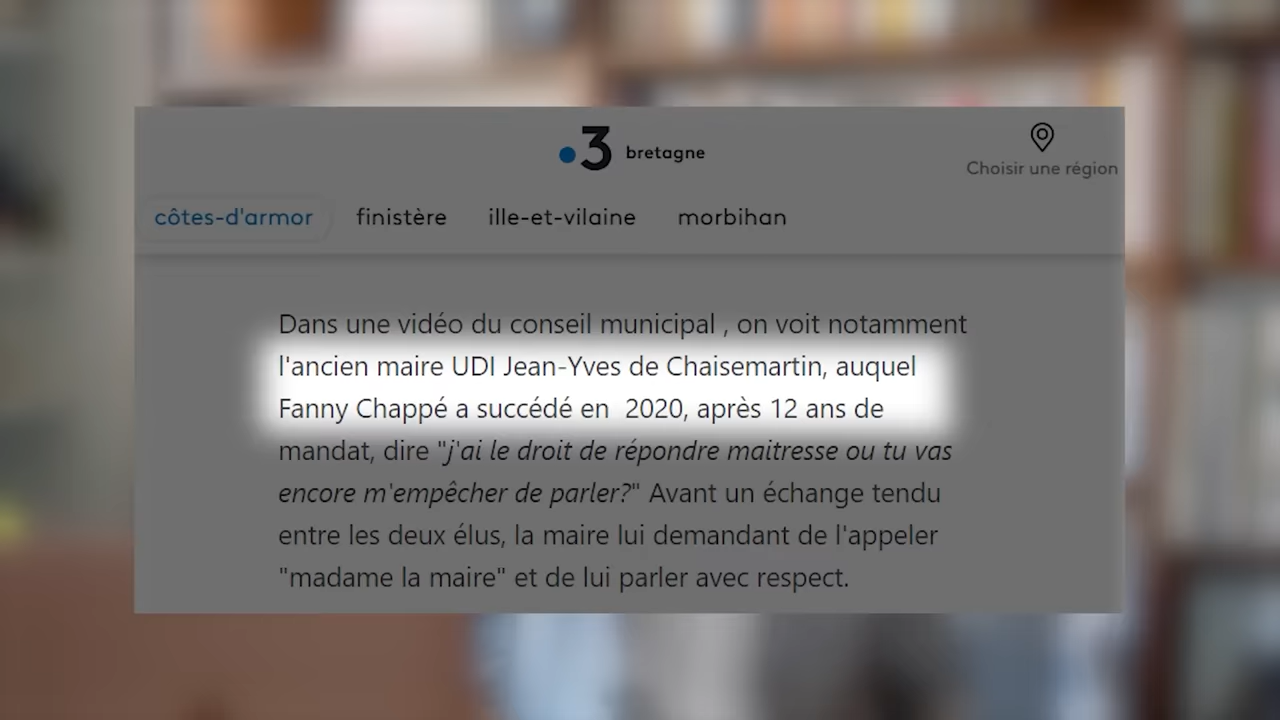 3 bretagne
Choisir une région
côtes-d'armor finistère ille-et-vilaine morbihan
Dans une vidéo du conseil municipal , on voit notamment
l'ancien maire UDI Jean-Yves de Chaisemartin, auquel
Fanny Chappé a succédé en  2020, après 12 ans de
mandat, dire "j'ai le droit de répondre maitresse ou tu vas
encore m'empêcher de parler?" Avant un échange tendu
entre les deux élus, la maire lui demandant de l'appeler
"madame la maire" et de lui parler avec respect.